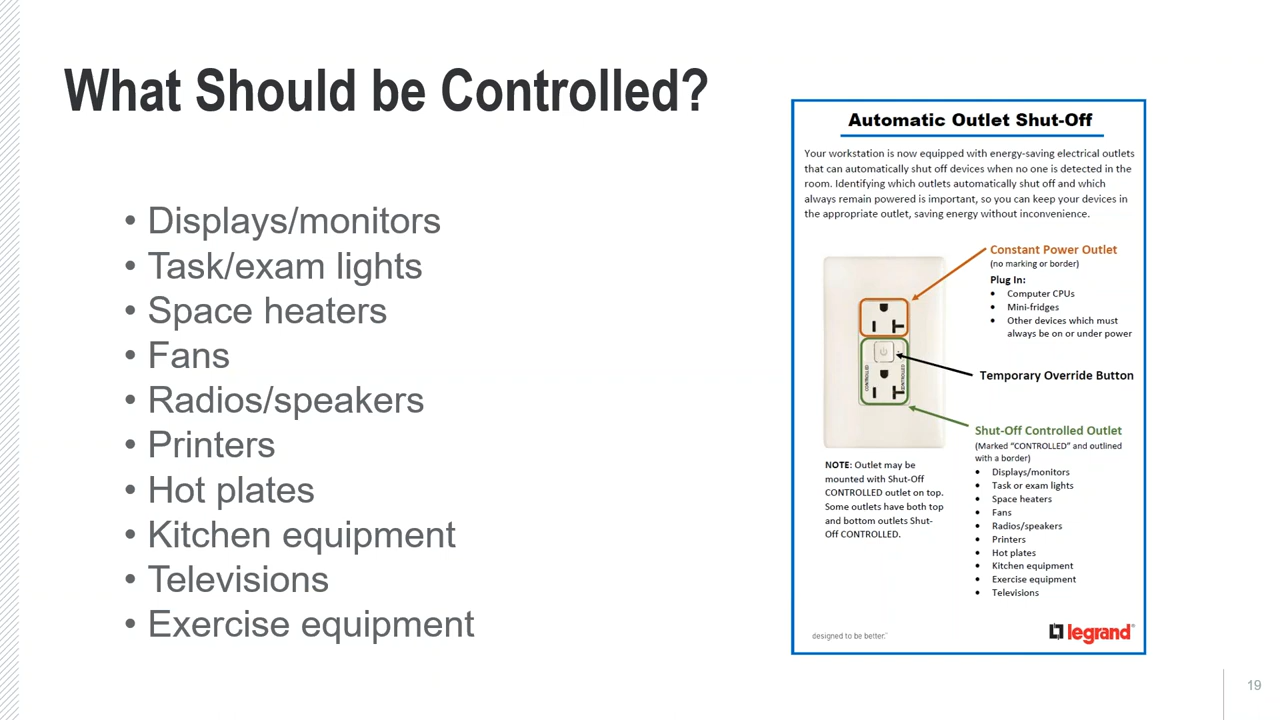 What Should be Controlled?
• Displays/monitors
• Task/exam lights
• Space heaters
• Fans
• Radios/speakers
• Printers
• Hot plates
• Kitchen equipment
• Televisions
• Exercise equipment
Automatic Outlet Shut-Off
Your workstation is now equipped with energy-saving electrical outlets
that can automatically shut off devices when no one is detected in the
room. Identifying which outlets automatically shut off and which
always remain powered is important, so you can keep your devices in
the appropriate outlet, saving energy without inconvenience.
Constant Power Outlet
(no marking or border)
Plug In:
• Computer CPUs
• Mini-fridges
• Other devices which must
always be on or under power
Temporary Override Button
CONTROLLED
CONTROLLED
Shut-Off Controlled Outlet
(Marked “CONTROLLED” and outlined
with a border)
• Displays/monitors
• Task or exam lights
• Space heaters
• Fans
• Radios/speakers
• Printers
• Hot plates
• Kitchen equipment
• Exercise equipment
• Televisions
NOTE: Outlet may be
mounted with Shut-Off
CONTROLLED outlet on top.
Some outlets have both top
and bottom outlets Shut-
Off CONTROLLED.
designed to be better.™
legrand®
19